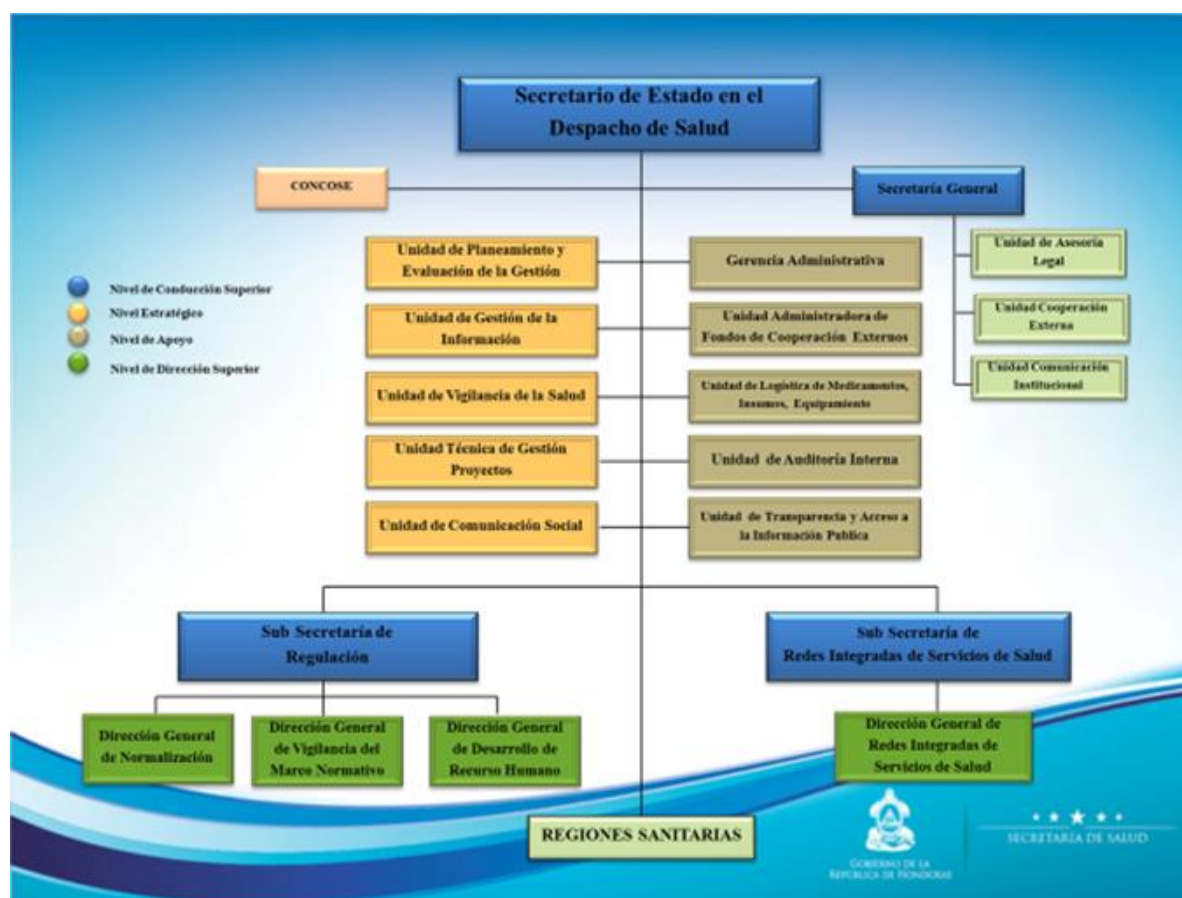 Secretario de Estado en el
Despacho de Salud
CONCOSE
Secretaría General
Unidad de Asesoría
Legal
Unidad Cooperación
Externa
Unidad Comunicación
Institucional
Unidad de Planeamiento y
Evaluación de la Gestión
Gerencia Administrativa
Unidad de Gestión de la
Información
Unidad Administradora de
Fondos de Cooperación Externos
Unidad de Vigilancia de la Salud
Unidad de Logística de Medicamentos,
Insumos, Equipamiento
Unidad Técnica de Gestión
Proyectos
Unidad de Auditoría Interna
Unidad de Comunicación Social
Unidad de Transparencia y Acceso a
la Información Publica
Nivel de Conducción Superior
Nivel Estratégico
Nivel de Apoyo
Nivel de Dirección Superior
Sub Secretaría de
Regulación
Sub Secretaría de
Redes Integradas de Servicios de Salud
Dirección General
de Normalización
Dirección General
de Vigilancia del
Marco Normativo
Dirección General
de Desarrollo de
Recurso Humano
Dirección General de
Redes Integradas de
Servicios de Salud
REGIONES SANITARIAS
GOBIERNO DE LA
REPÚBLICA DE HONDURAS
SECRETARÍA DE SALUD